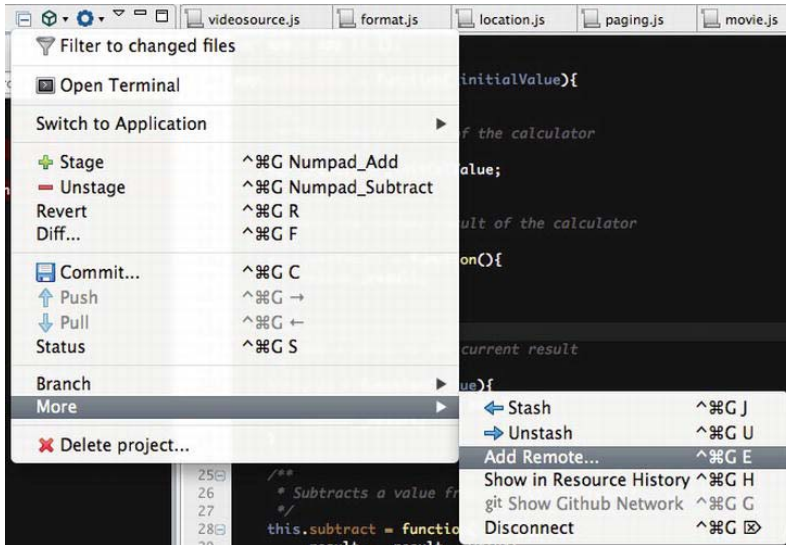 videosource.js format.js location.js paging.js movie.js
Filter to changed files
initialValue){
Open Terminal
Switch to Application
of the calculator
Stage ^⌘G Numpad_Add
alue;
Unstage ^⌘G Numpad_Subtract
Revert ^⌘G R
ult of the calculator
Diff... ^⌘G F
on(){
Commit... ^⌘G C
Push ^⌘G →
Pull ^⌘G ←
Status ^⌘G S
current result
Branch
ue){
More
Stash ^⌘G J
Unstash ^⌘G U
Delete project...
Add Remote... ^⌘G E
25 /**
Show in Resource History ^⌘G H
26 * Subtracts a value fr
git Show Github Network ^⌘G G
27 */
28 this.subtract = functio
Disconnect ^⌘G ⌦